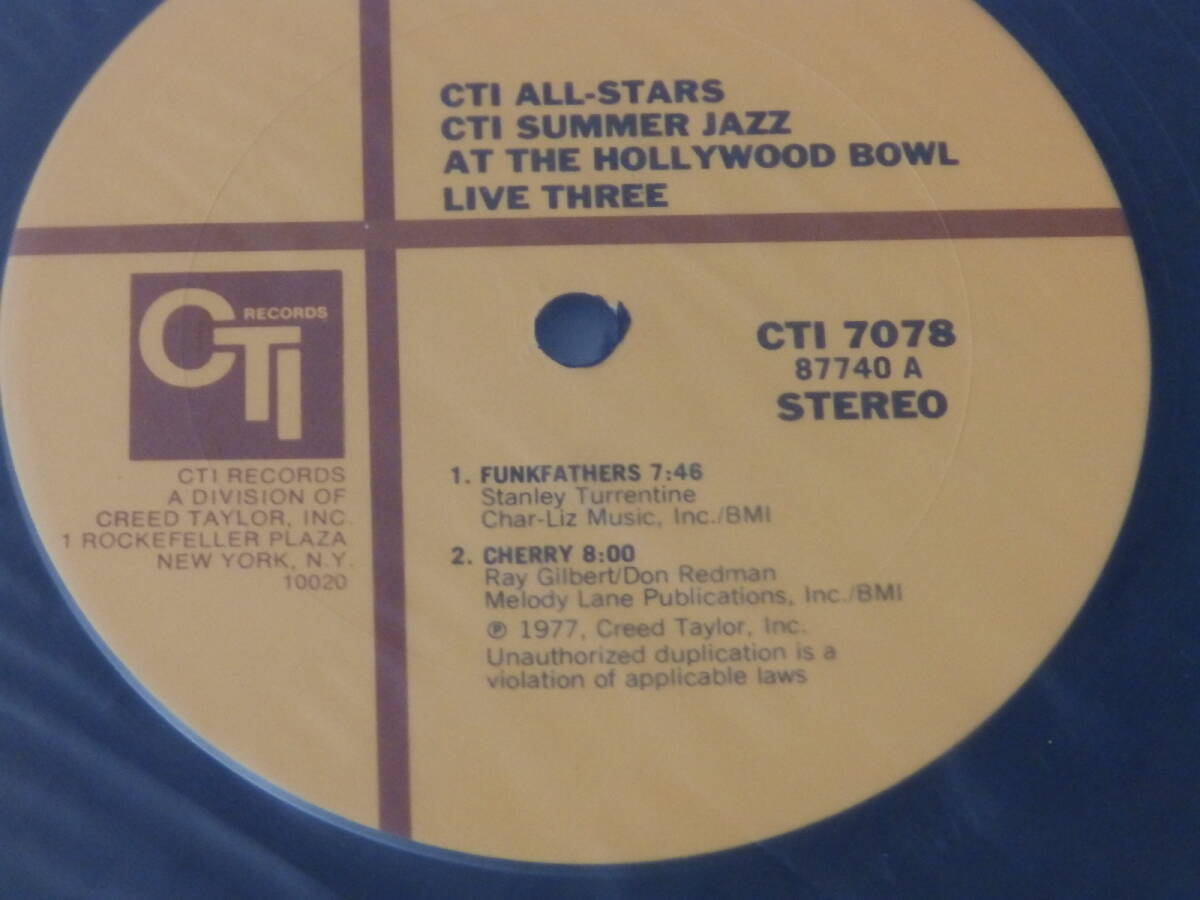 CTI ALL-STARS
CTI SUMMER JAZZ
AT THE HOLLYWOOD BOWL
LIVE THREE
CTI RECORDS
CTI RECORDS
A DIVISION OF
CREED TAYLOR, INC.
1 ROCKEFELLER PLAZA
NEW YORK, N.Y.
10020
CTI 7078
87740 A
STEREO
1. FUNKFATHERS 7:46
Stanley Turrentine
Char-Liz Music, Inc./BMI
2. CHERRY 8:00
Ray Gilbert/Don Redman
Melody Lane Publications, Inc./BMI
℗ 1977, Creed Taylor, Inc.
Unauthorized duplication is a
violation of applicable laws